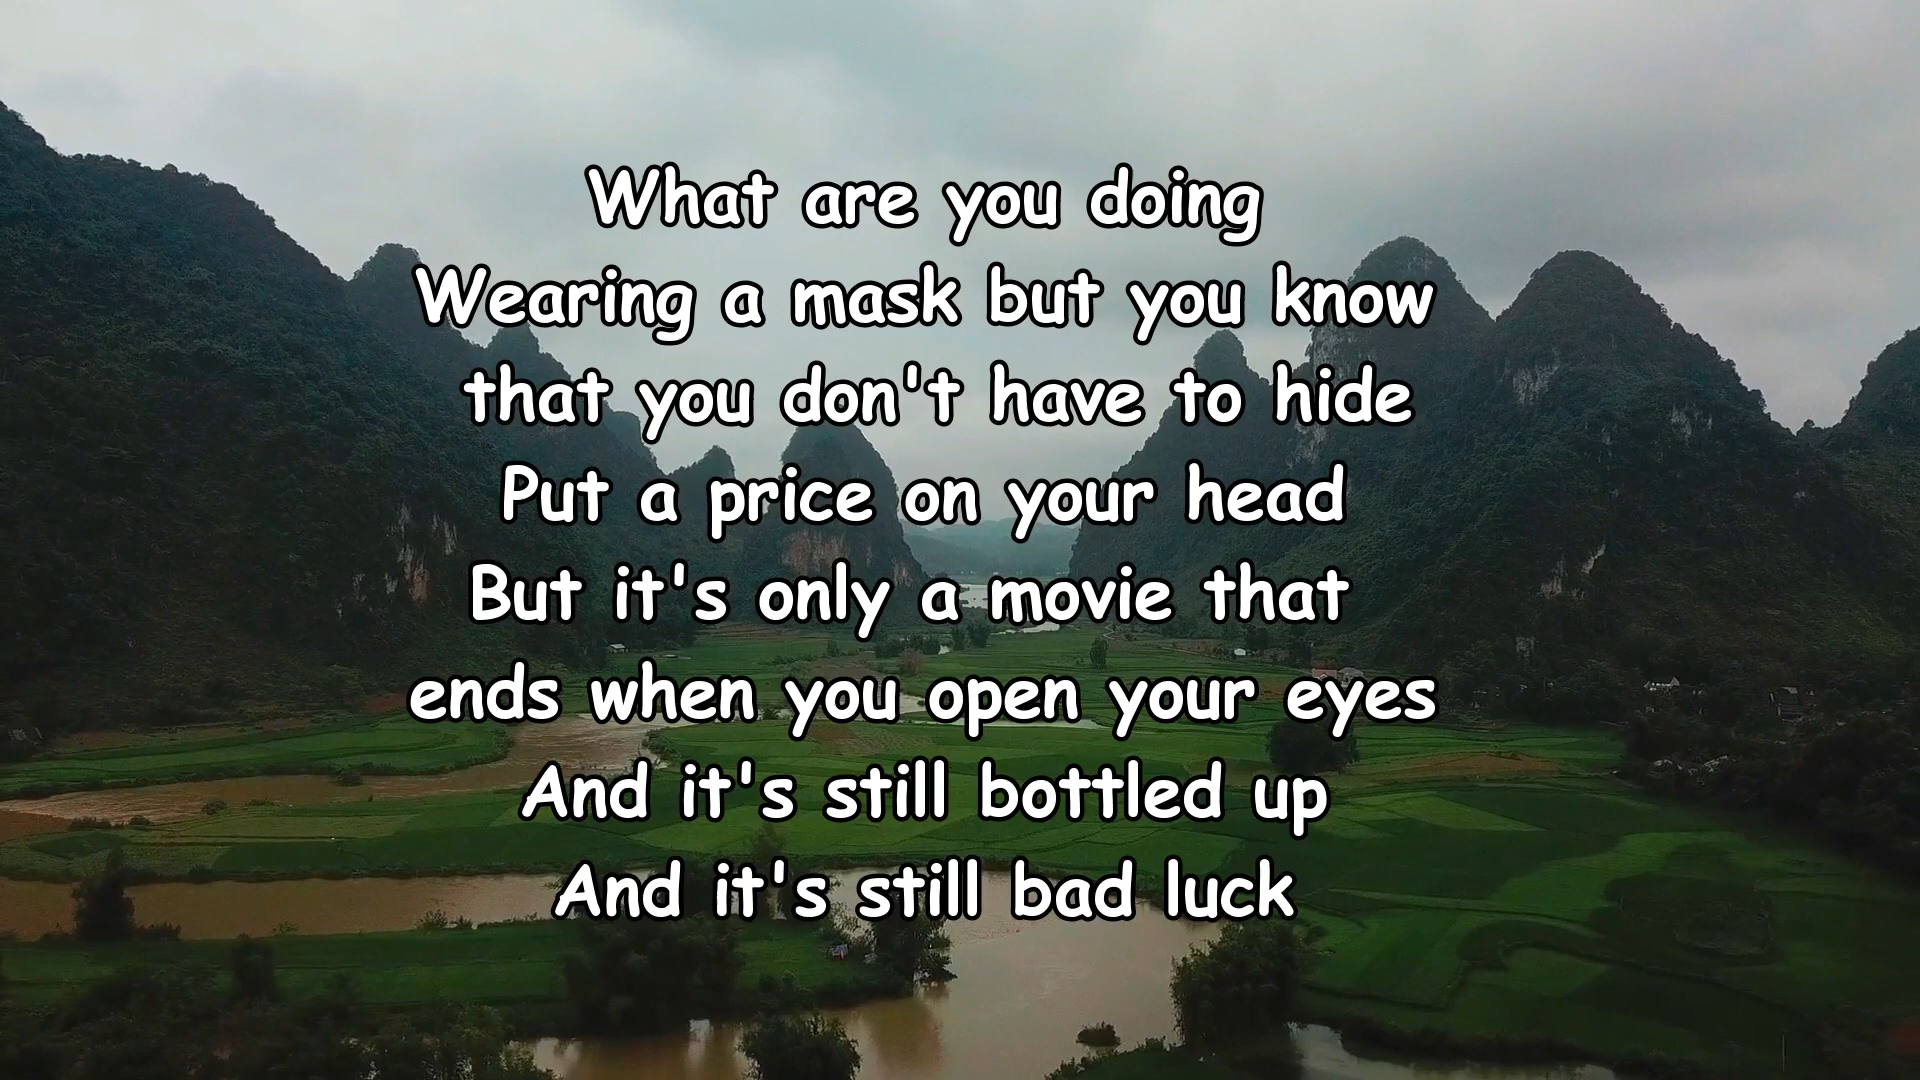 What are you doing
Wearing a mask but you know
that you don't have to hide
Put a price on your head
But it's only a movie that
ends when you open your eyes
And it's still bottled up
And it's still bad luck